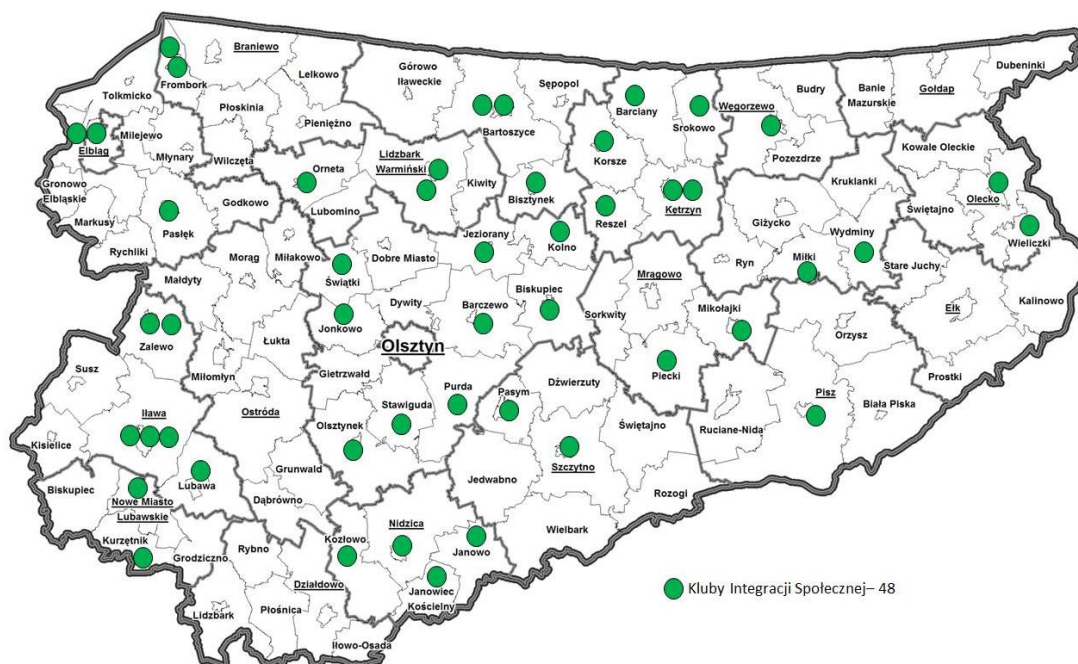 Braniewo
Frombork
Lelkowo
Górowo
Iławeckie
Sępopol
Dubeninki
Tolkmicko
Płoskinia
Pieniężno
Bartoszyce
Barciany
Srokowo
Węgorzewo
Budry
Banie
Mazurskie
Gołdap
Elbląg
Milejewo
Młynary
Wilczęta
Orneta
Lidzbark
Warmiński
Kiwity
Bisztynek
Korsze
Kętrzyn
Reszel
Pozezdrze
Kowale Oleckie
Gronowo
Elbląskie
Markusy
Pasłęk
Godkowo
Lubomino
Rychliki
Jeziorany
Kolno
Kruklanki
Giżycko
Wydminy
Świętajno
Olecko
Wieliczki
Małdyty
Morąg
Miłakowo
Świątki
Dobre Miasto
Mrągowo
Ryn
Miłki
Stare Juchy
Zalewo
Jonkowo
Dywity
Barczewo
Biskupiec
Sorkwity
Mikołajki
Ełk
Kalinowo
Łukta
Olsztyn
Orzysz
Susz
Miłomłyn
Gietrzwałd
Purda
Pasym
Dźwierzuty
Piecki
Prostki
Iława
Ostróda
Stawiguda
Olsztynek
Pisz
Biała Piska
Kisielice
Świętajno
Ruciane-Nida
Szczytno
Biskupiec
Lubawa
Grunwald
Jedwabno
Rozogi
Nowe Miasto
Lubawskie
Dąbrówno
Wielbark
Kurzętnik
Grodziczno
Rybno
Kozłowo
Nidzica
Janowo
Działdowo
Janowiec
Kościelny
Lidzbark
Płośnica
Iłowo-Osada
Kluby Integracji Społecznej– 48